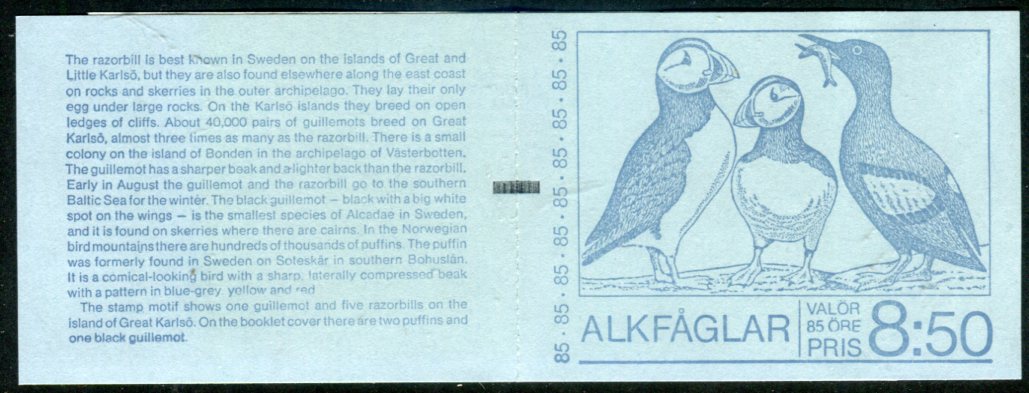 The razorbill is best known in Sweden on the islands of Great and
Little Karlsö, but they are also found elsewhere along the east coast
on rocks and skerries in the outer archipelago. They lay their only
egg under large rocks. On the Karlsö islands they breed on open
ledges of cliffs. About 40,000 pairs of guillemots breed on Great
Karlsö, almost three times as many as the razorbill. There is a small
colony on the island of Bonden in the archipelago of Västerbotten.
The guillemot has a sharper beak and a lighter back than the razorbill.
Early in August the guillemot and the razorbill go to the southern
Baltic Sea for the winter. The black guillemot – black with a big white
spot on the wings – is the smallest species of Alcadae in Sweden,
and it is found on skerries where there are cairns. In the Norwegian
bird mountains there are hundreds of thousands of puffins. The puffin
was formerly found in Sweden on Soteskär in southern Bohuslän.
It is a comical-looking bird with a sharp, laterally compressed beak
with a pattern in blue-grey yellow and red
The stamp motif shows one guillemot and five razorbills on the
island of Great Karlsö. On the booklet cover there are two puffins and
one black guillemot.
85 · 85 · 85 · 85 · 85 · 85 · 85 · 85 · 85
ALKFÅGLAR
VALÖR
85 ÖRE
PRIS
8:50